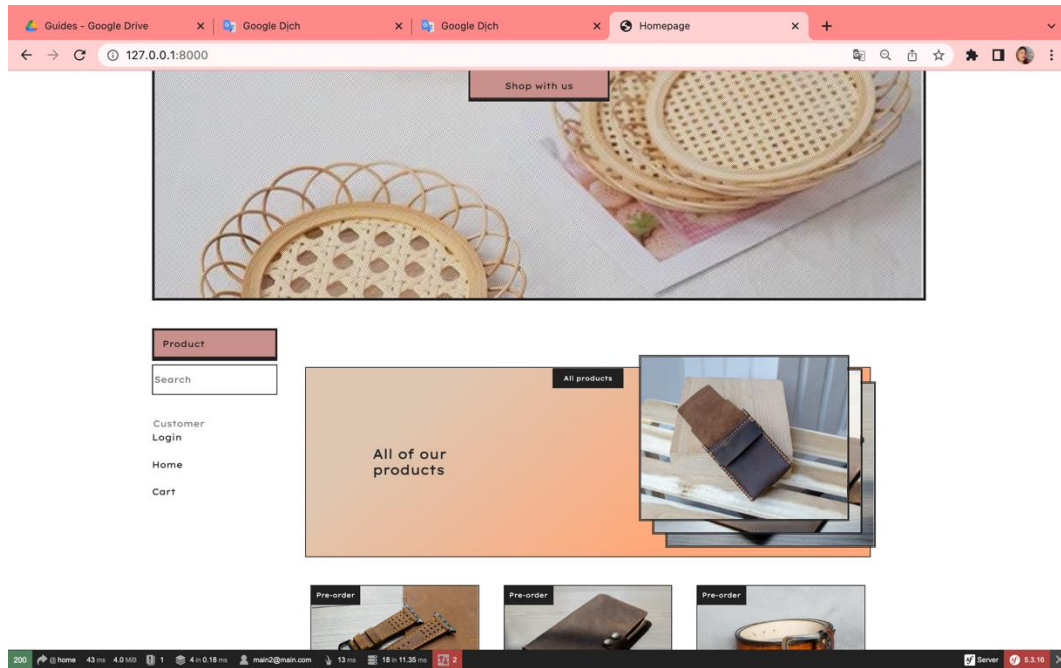 Guides - Google Drive
Google Dịch
Google Dịch
Homepage
127.0.0.1:8000
Shop with us
Product
Search
Customer
Login
Home
Cart
All products
All of our
products
Pre-order
Pre-order
Pre-order
200 @ home 43 ms 4.0 MiB 1 4 in 0.18 ms main2@main.com 13 ms 18 in 11.35 ms 2 Server 5.3.16